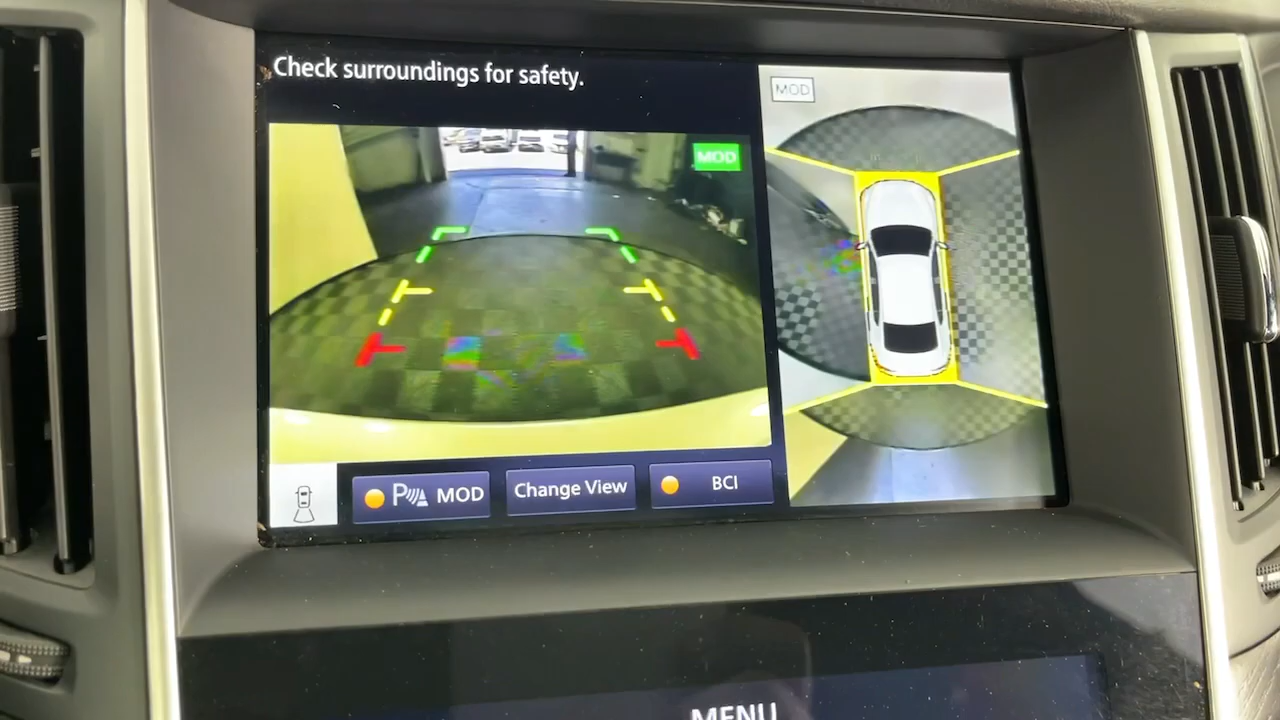 Check surroundings for safety.
MOD
MOD
P MOD
Change View
BCI
MENU